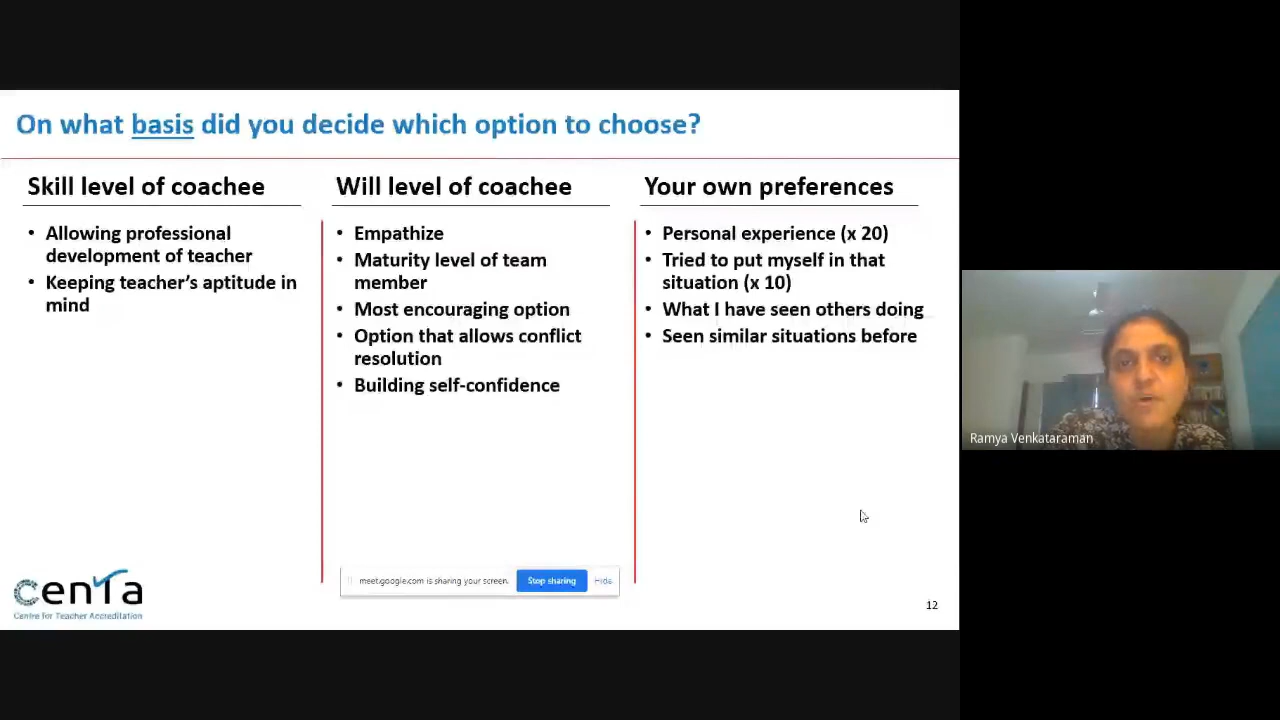 On what basis did you decide which option to choose?
Skill level of coachee
• Allowing professional
development of teacher
• Keeping teacher's aptitude in
mind
Will level of coachee
• Empathize
• Maturity level of team
member
• Most encouraging option
• Option that allows conflict
resolution
• Building self-confidence
Your own preferences
• Personal experience (x 20)
• Tried to put myself in that
situation (x 10)
• What I have seen others doing
• Seen similar situations before
Ramya Venkataraman
meet.google.com is sharing your screen.
Stop sharing
Hide
cenTa
Centre for Teacher Accreditation
12